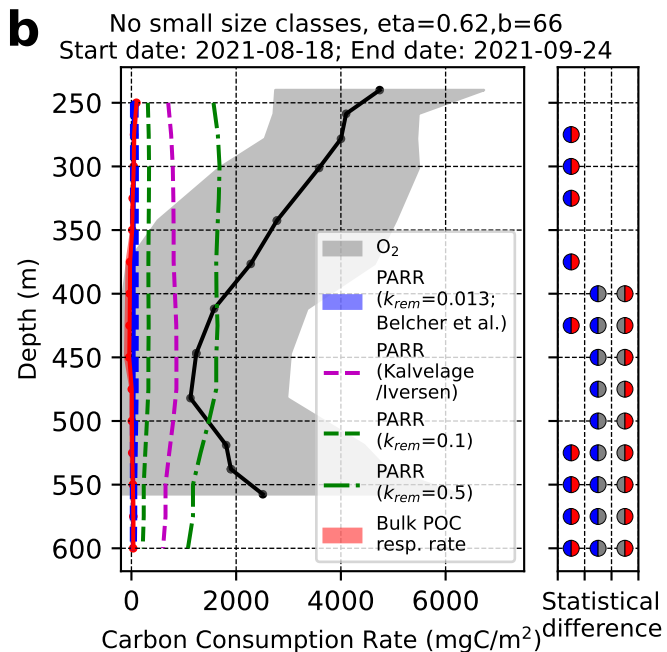 b
No small size classes, eta=0.62,b=66
Start date: 2021-08-18; End date: 2021-09-24
250
300
350
400
450
500
550
600
Depth (m)
O₂
PARR
(k_rem=0.013;
Belcher et al.)
PARR
(Kalvelage
/Iversen)
PARR
(k_rem=0.1)
PARR
(k_rem=0.5)
Bulk POC
resp. rate
0 2000 4000 6000
Carbon Consumption Rate (mgC/m²)
Statistical
difference